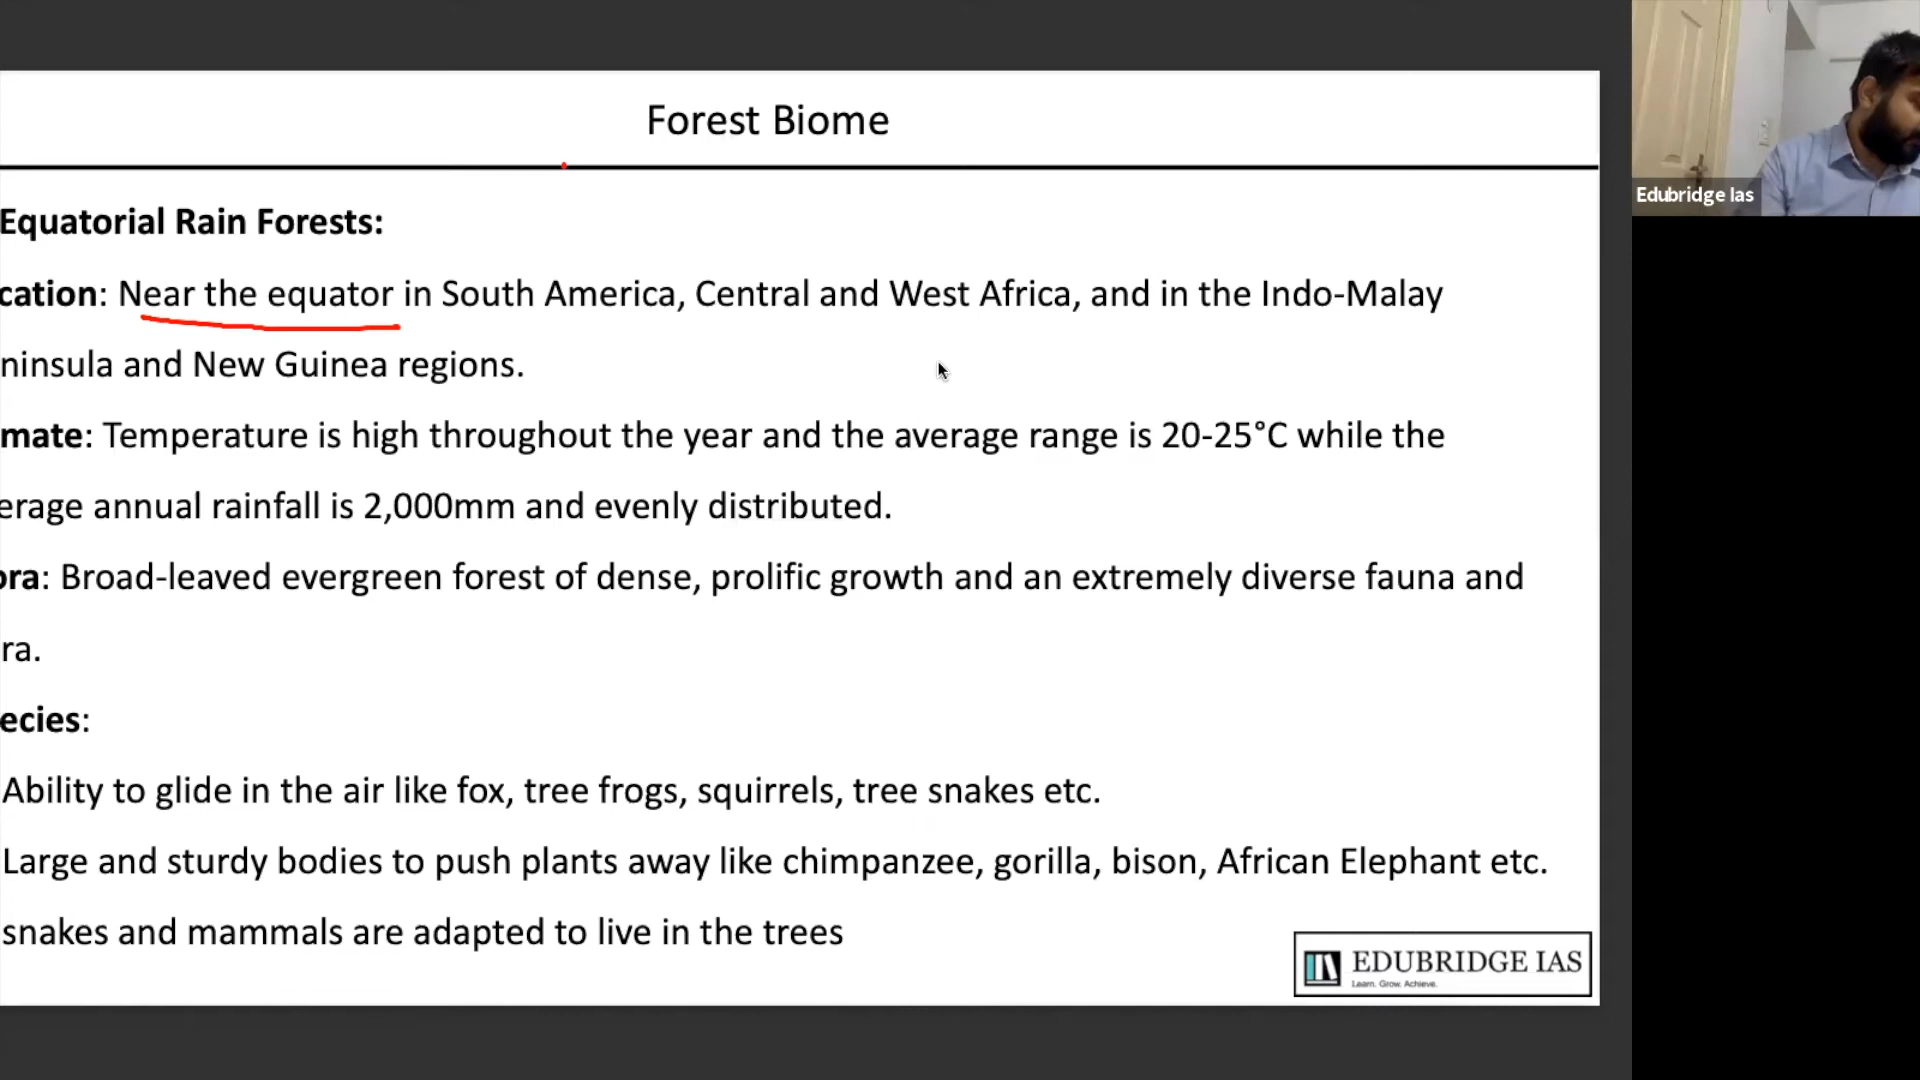 Forest Biome
Equatorial Rain Forests:
cation: Near the equator in South America, Central and West Africa, and in the Indo-Malay
ninsula and New Guinea regions.
mate: Temperature is high throughout the year and the average range is 20-25°C while the
erage annual rainfall is 2,000mm and evenly distributed.
ora: Broad-leaved evergreen forest of dense, prolific growth and an extremely diverse fauna and
ra.
ecies:
Ability to glide in the air like fox, tree frogs, squirrels, tree snakes etc.
Large and sturdy bodies to push plants away like chimpanzee, gorilla, bison, African Elephant etc.
snakes and mammals are adapted to live in the trees
EDUBRIDGE IAS
Learn. Grow. Achieve.
Edubridge Ias